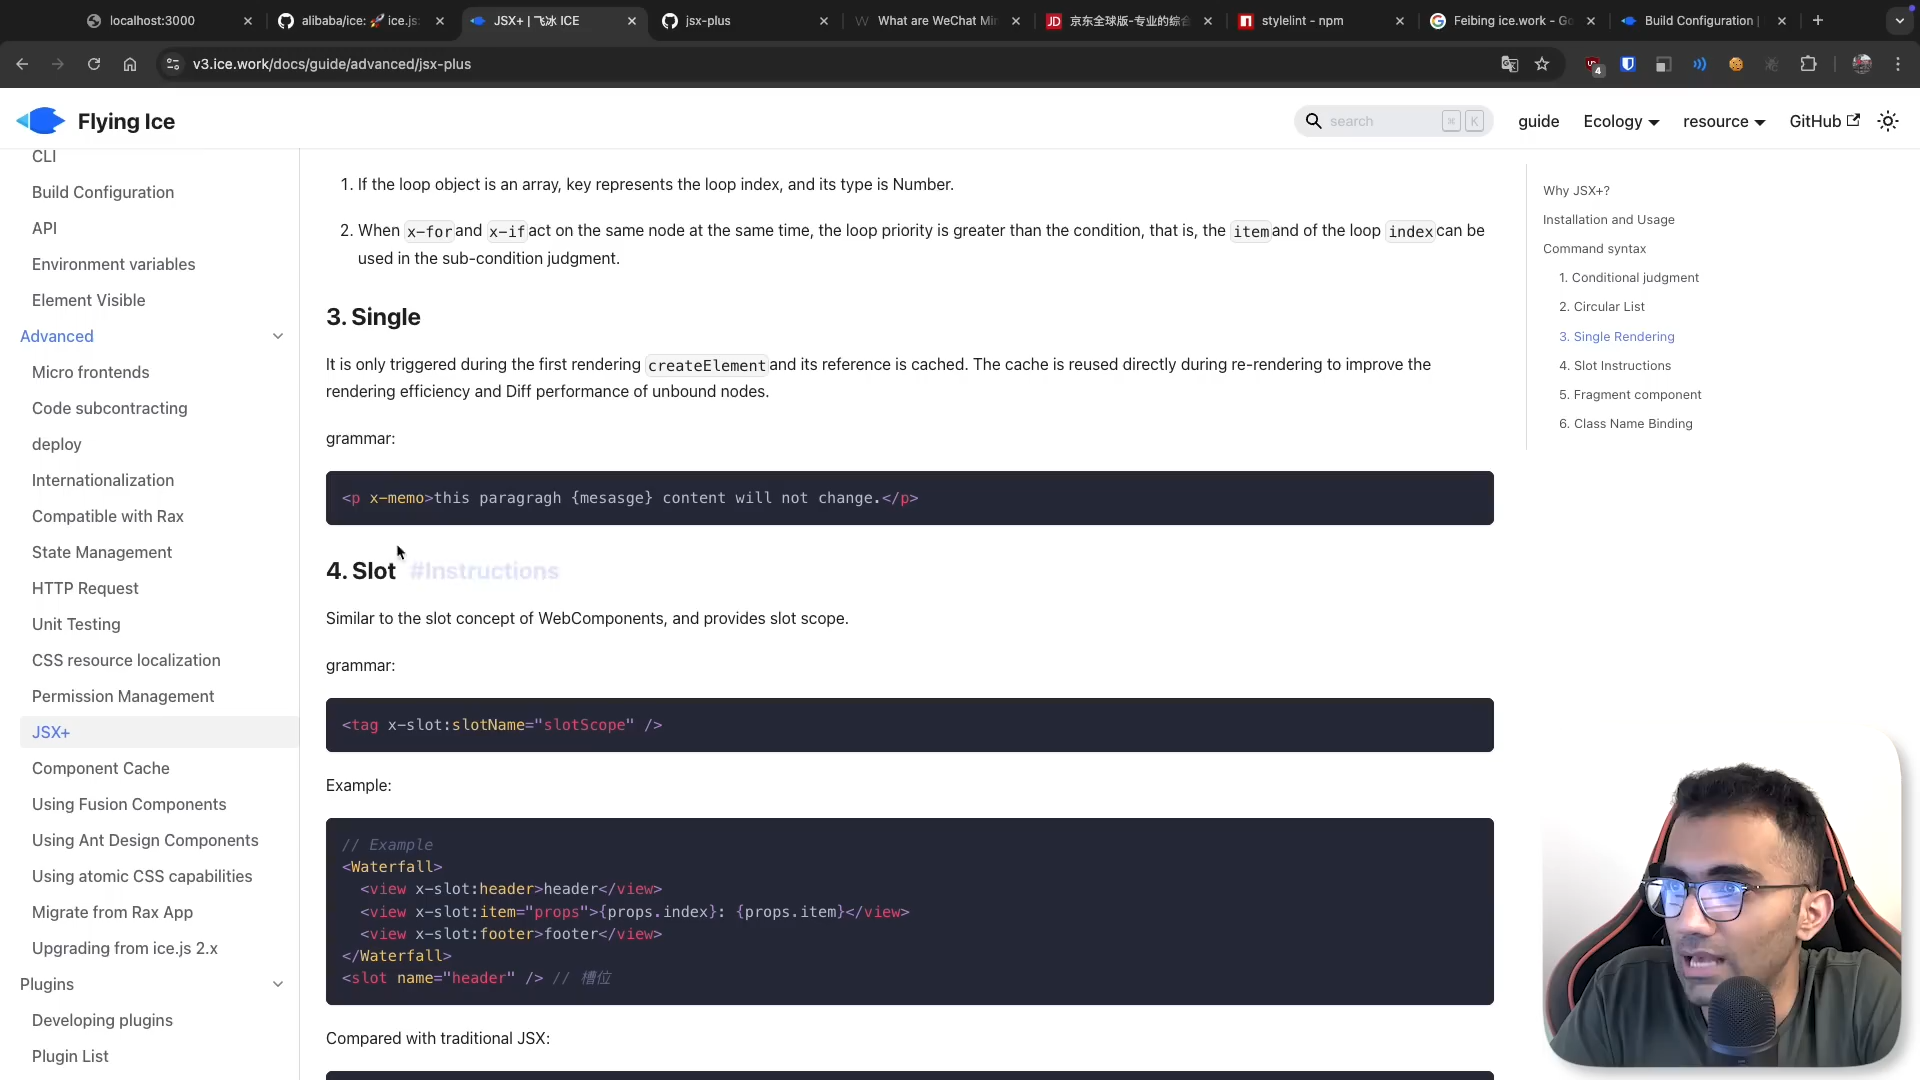 localhost:3000
alibaba/ice: 🚀 ice.js:
JSX+ | 飞冰 ICE
jsx-plus
What are WeChat Min
京东全球版-专业的综合
stylelint - npm
Feibing ice.work - Go
Build Configuration |
v3.ice.work/docs/guide/advanced/jsx-plus
4
Flying Ice
search
⌘ K
guide
Ecology
resource
GitHub
CLI
Build Configuration
API
Environment variables
Element Visible
Advanced
Micro frontends
Code subcontracting
deploy
Internationalization
Compatible with Rax
State Management
HTTP Request
Unit Testing
CSS resource localization
Permission Management
JSX+
Component Cache
Using Fusion Components
Using Ant Design Components
Using atomic CSS capabilities
Migrate from Rax App
Upgrading from ice.js 2.x
Plugins
Developing plugins
Plugin List
1. If the loop object is an array, key represents the loop index, and its type is Number.
2. When x-for and x-if act on the same node at the same time, the loop priority is greater than the condition, that is, the item and of the loop index can be
used in the sub-condition judgment.
3. Single
It is only triggered during the first rendering createElement and its reference is cached. The cache is reused directly during re-rendering to improve the
rendering efficiency and Diff performance of unbound nodes.
grammar:
<p x-memo>this paragragh {mesasge} content will not change.</p>
4. Slot #Instructions
Similar to the slot concept of WebComponents, and provides slot scope.
grammar:
<tag x-slot:slotName="slotScope" />
Example:
// Example
<Waterfall>
<view x-slot:header>header</view>
<view x-slot:item="props">{props.index}: {props.item}</view>
<view x-slot:footer>footer</view>
</Waterfall>
<slot name="header" /> // 槽位
Compared with traditional JSX:
Why JSX+?
Installation and Usage
Command syntax
1. Conditional judgment
2. Circular List
3. Single Rendering
4. Slot Instructions
5. Fragment component
6. Class Name Binding